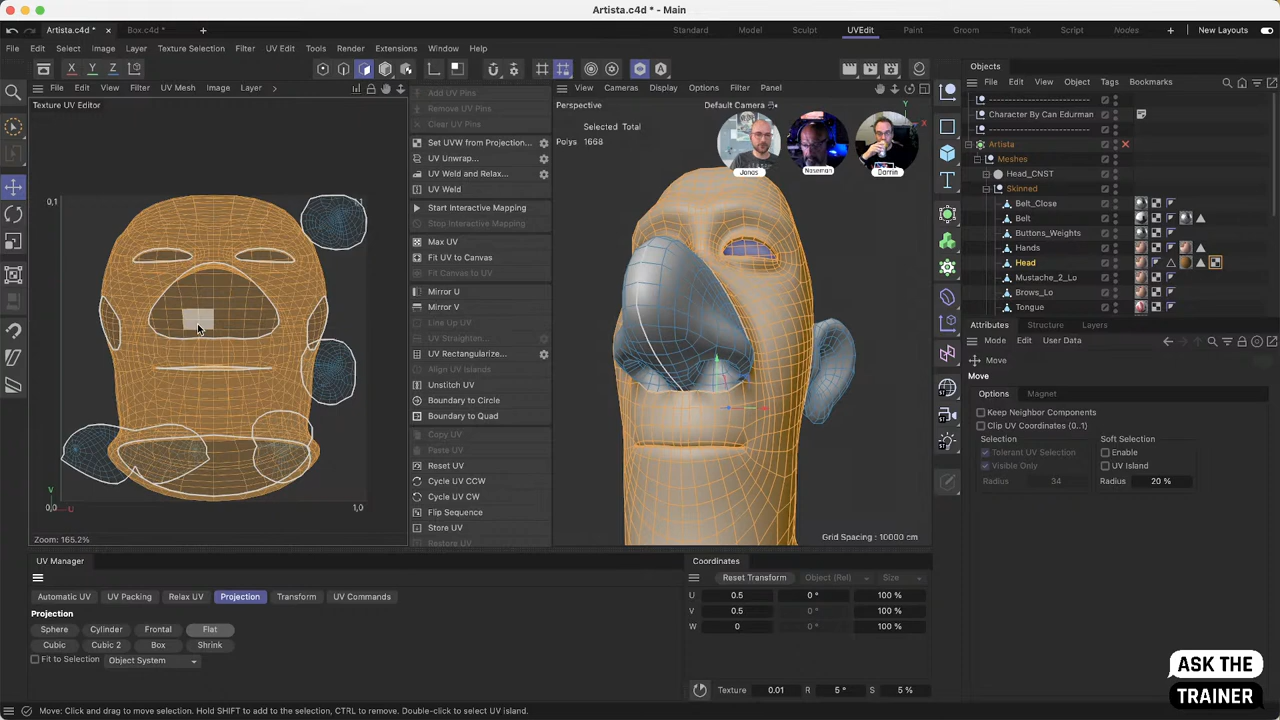 Artista.c4d * - Main
Artista.c4d * × Box.c4d * +
Standard Model Sculpt UVEdit Paint Groom Track Script Nodes + New Layouts
File Edit Select Image Layer Texture Selection Filter UV Edit Tools Render Extensions Window Help
X Y Z
Objects
File Edit View Object Tags Bookmarks
File Edit View Filter UV Mesh Image Layer
View Cameras Display Options Filter Panel
Texture UV Editor
Perspective
Default Camera
Selected Total
Polys 1668
Jonas
Noseman
Darrin
Y
X
0,1
0,0
1,0
V
U
Zoom: 165.2%
Grid Spacing : 10000 cm
Add UV Pins
Remove UV Pins
Clear UV Pins
Set UVW from Projection...
UV Unwrap...
UV Weld and Relax...
UV Weld
Start Interactive Mapping
Stop Interactive Mapping
Max UV
Fit UV to Canvas
Fit Canvas to UV
Mirror U
Mirror V
Line Up UV
UV Straighten...
UV Rectangularize...
Align UV Islands
Unstitch UV
Boundary to Circle
Boundary to Quad
Copy UV
Paste UV
Reset UV
Cycle UV CCW
Cycle UV CW
Flip Sequence
Store UV
Restore UV
Character By Can Edurman
Artista
Meshes
Head_CNST
Skinned
Belt_Close
Belt
Buttons_Weights
Hands
Head
Mustache_2_Lo
Brows_Lo
Tongue
Attributes Structure Layers
Mode Edit User Data
Move
Move
Options Magnet
Keep Neighbor Components
Clip UV Coordinates (0..1)
Selection
Tolerant UV Selection
Visible Only
Radius 34
Soft Selection
Enable
UV Island
Radius 20 %
UV Manager
Automatic UV UV Packing Relax UV Projection Transform UV Commands
Projection
Sphere Cylinder Frontal Flat
Cubic Cubic 2 Box Shrink
Fit to Selection Object System
Coordinates
Reset Transform Object (Rel) Size
U 0.5 0 ° 100 %
V 0.5 0 ° 100 %
W 0 0 ° 100 %
Texture 0.01 R 5 ° S 5 %
ASK THE
TRAINER
Move: Click and drag to move selection. Hold SHIFT to add to the selection, CTRL to remove. Double-click to select UV island.